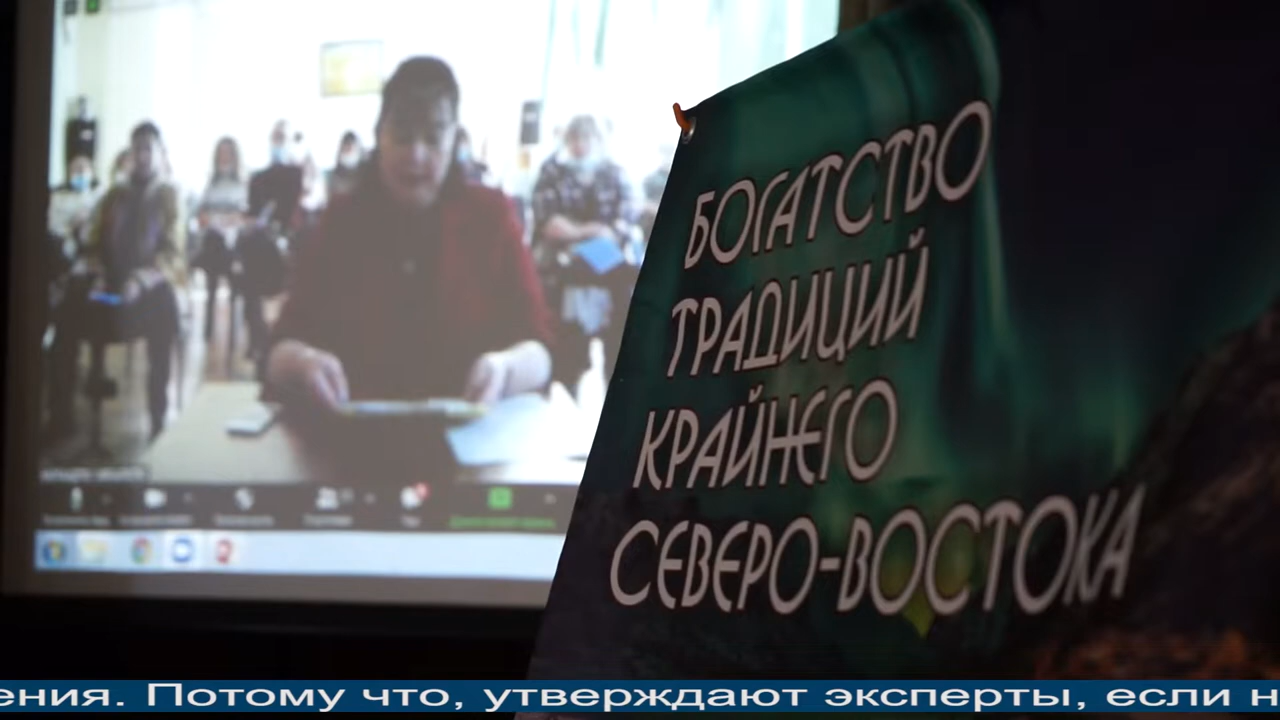 БОГАТСТВО
ТРАДИЦИЙ
КРАЙНЕГО
СЕВЕРО-ВОСТОКА
ения. Потому что, утверждают эксперты, если н